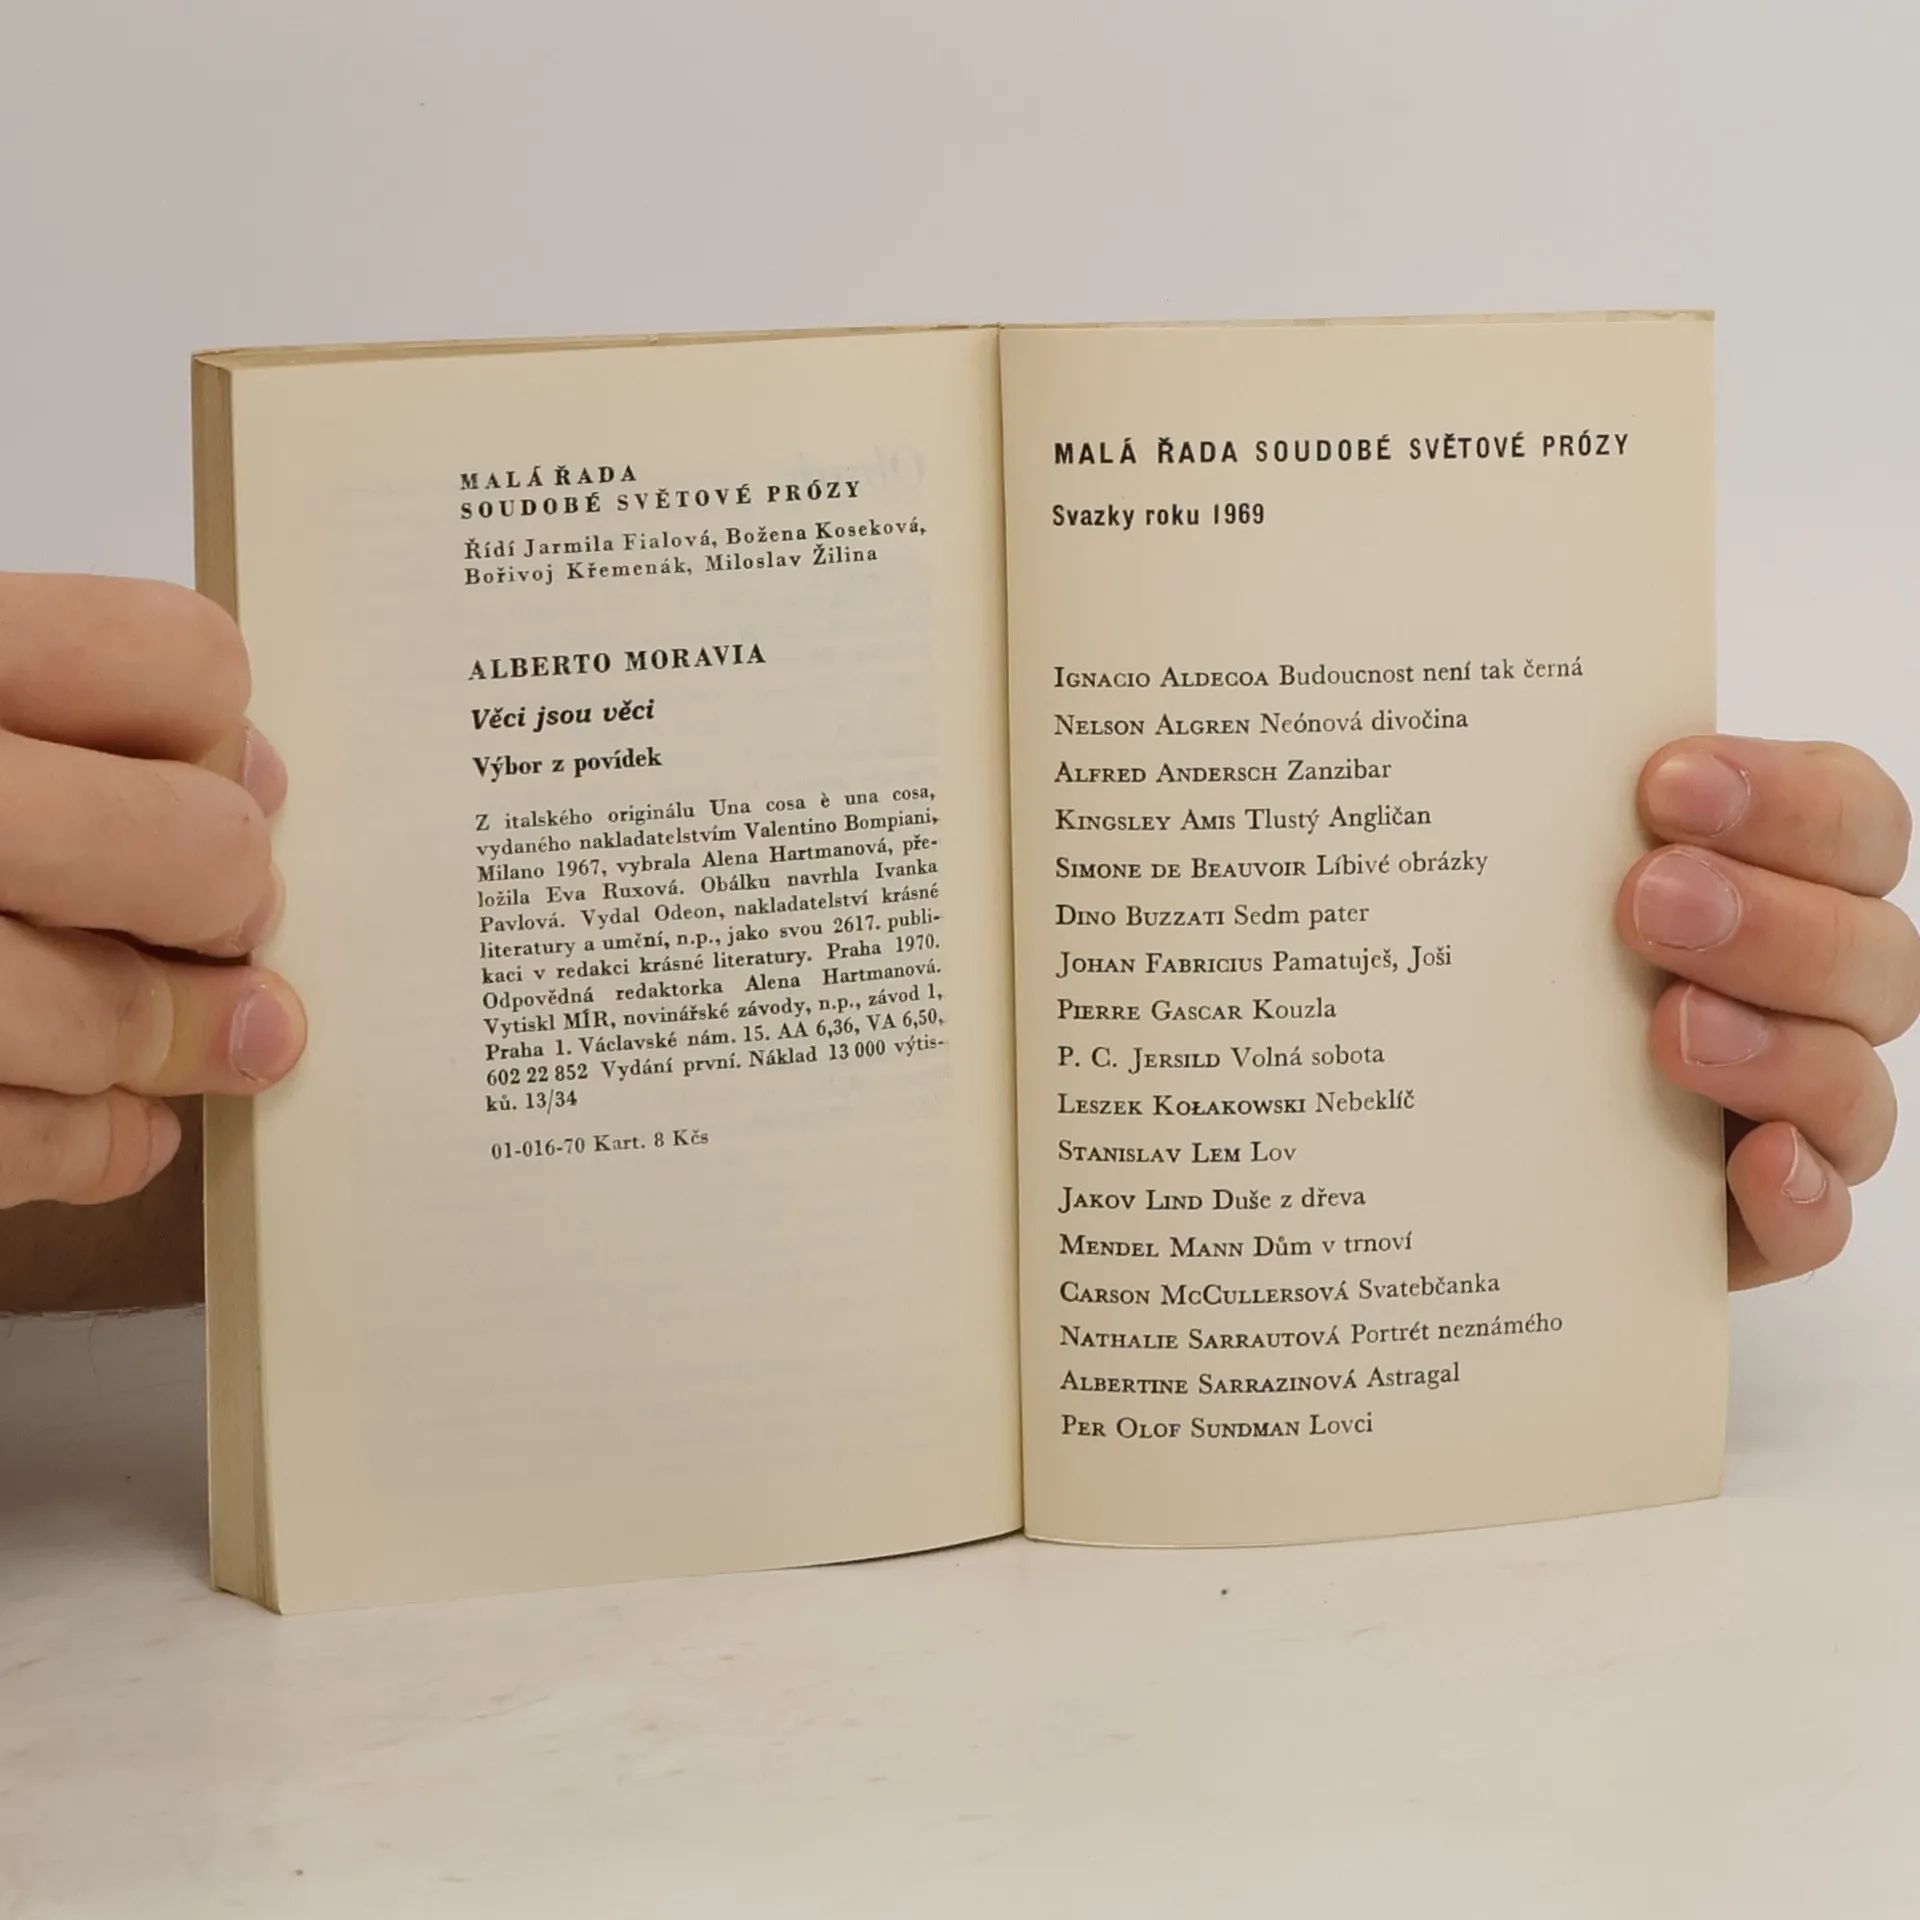 MALÁ ŘADA
SOUDOBÉ SVĚTOVÉ PRÓZY
Řídí Jarmila Fialová, Božena Koseková,
Bořivoj Křemenák, Miloslav Žilina
ALBERTO MORAVIA
Věci jsou věci
Výbor z povídek
Z italského originálu Una cosa è una cosa,
vydaného nakladatelstvím Valentino Bompiani,
Milano 1967, vybrala Alena Hartmanová, pře-
ložila Eva Ruxová. Obálku navrhla Ivanka
Pavlová. Vydal Odeon, nakladatelství krásné
literatury a umění, n.p., jako svou 2617. publi-
kaci v redakci krásné literatury. Praha 1970.
Odpovědná redaktorka Alena Hartmanová.
Vytiskl MÍR, novinářské závody, n.p., závod 1,
Praha 1. Václavské nám. 15. AA 6,36, VA 6,50,
602 22 852 Vydání první. Náklad 13 000 výtis-
ků. 13/34
01-016-70 Kart. 8 Kčs
MALÁ ŘADA SOUDOBÉ SVĚTOVÉ PRÓZY
Svazky roku 1969
IGNACIO ALDECOA Budoucnost není tak černá
NELSON ALGREN Neónová divočina
ALFRED ANDERSCH Zanzibar
KINGSLEY AMIS Tlustý Angličan
SIMONE DE BEAUVOIR Líbivé obrázky
DINO BUZZATI Sedm pater
JOHAN FABRICIUS Pamatuješ, Joši
PIERRE GASCAR Kouzla
P. C. JERSILD Volná sobota
LESZEK KOŁAKOWSKI Nebeklíč
STANISLAV LEM Lov
JAKOV LIND Duše z dřeva
MENDEL MANN Dům v trnoví
CARSON MCCULLERSOVÁ Svatebčanka
NATHALIE SARRAUTOVÁ Portrét neznámého
ALBERTINE SARRAZINOVÁ Astragal
PER OLOF SUNDMAN Lovci